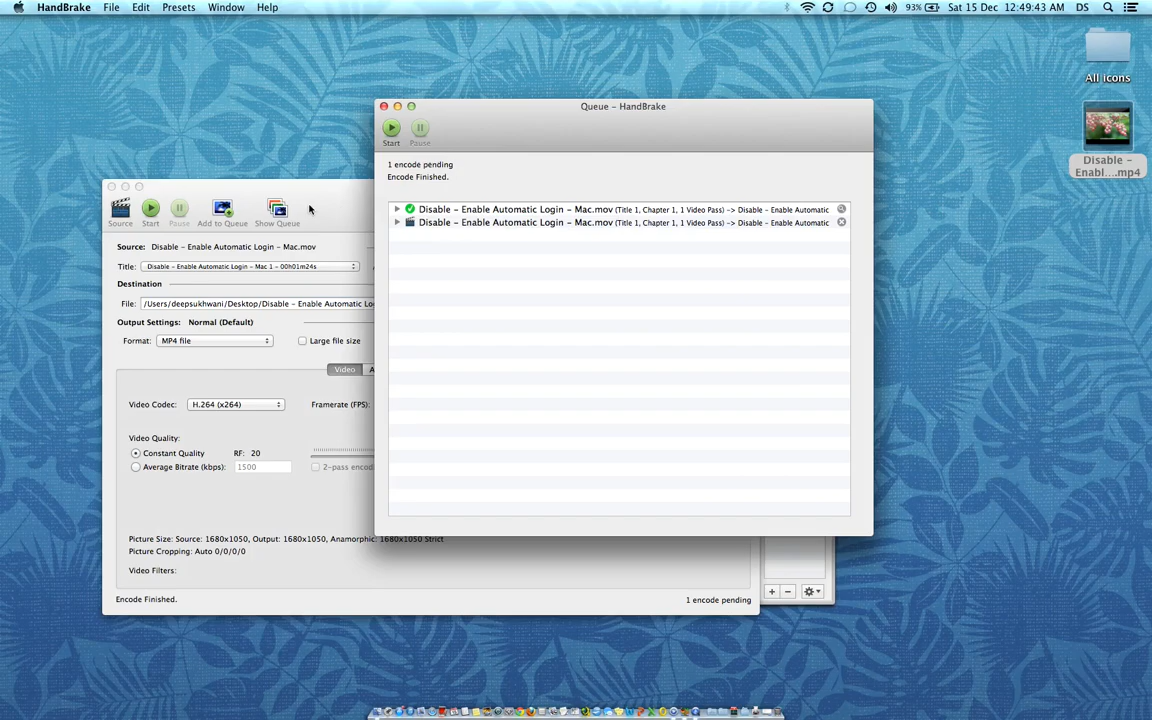 HandBrake File Edit Presets Window Help
93% Sat 15 Dec 12:49:43 AM DS
All icons
Disable -
Enabl....mp4
Queue - HandBrake
Start Pause
1 encode pending
Encode Finished.
Disable - Enable Automatic Login - Mac.mov (Title 1, Chapter 1, 1 Video Pass) -> Disable - Enable Automatic
Disable - Enable Automatic Login - Mac.mov (Title 1, Chapter 1, 1 Video Pass) -> Disable - Enable Automatic
Source Start Pause Add to Queue Show Queue
Source: Disable - Enable Automatic Login - Mac.mov
Title: Disable - Enable Automatic Login - Mac 1 - 00h01m24s
Destination
File: /Users/deepsukhwani/Desktop/Disable - Enable Automatic Lo
Output Settings: Normal (Default)
Format: MP4 file Large file size
Video A
Video Codec: H.264 (x264) Framerate (FPS):
Video Quality:
Constant Quality RF: 20
Average Bitrate (kbps): 1500 2-pass encod
Picture Size: Source: 1680x1050, Output: 1680x1050, Anamorphic: 1680x1050 Strict
Picture Cropping: Auto 0/0/0/0
Video Filters:
Encode Finished. 1 encode pending